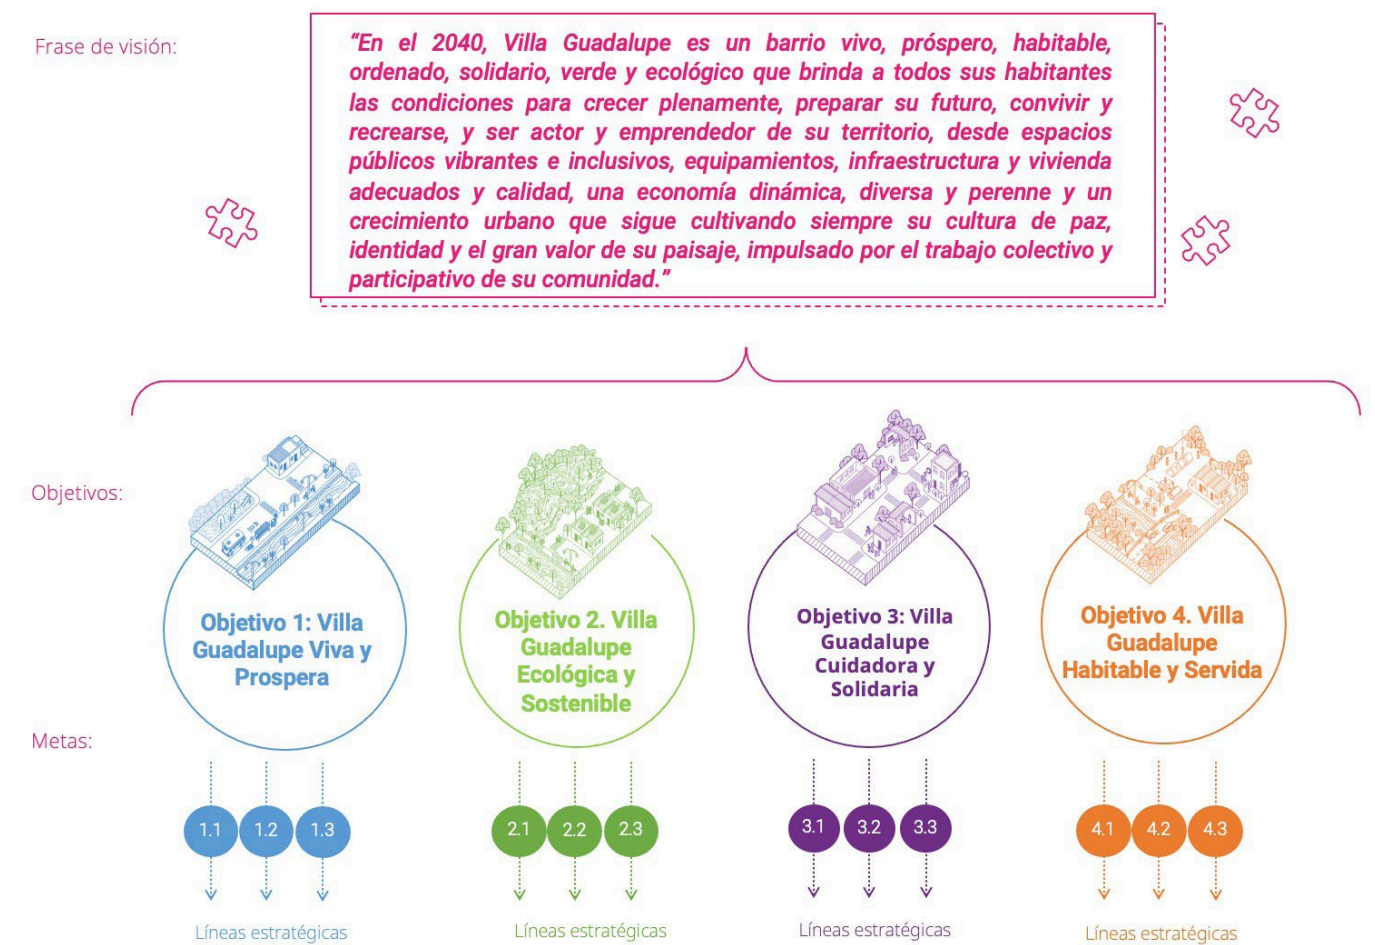 Frase de visión:
“En el 2040, Villa Guadalupe es un barrio vivo, próspero, habitable,
ordenado, solidario, verde y ecológico que brinda a todos sus habitantes
las condiciones para crecer plenamente, preparar su futuro, convivir y
recrearse, y ser actor y emprendedor de su territorio, desde espacios
públicos vibrantes e inclusivos, equipamientos, infraestructura y vivienda
adecuados y calidad, una economía dinámica, diversa y perenne y un
crecimiento urbano que sigue cultivando siempre su cultura de paz,
identidad y el gran valor de su paisaje, impulsado por el trabajo colectivo y
participativo de su comunidad.”
Objetivos:
Objetivo 1: Villa
Guadalupe Viva y
Prospera
Objetivo 2. Villa
Guadalupe
Ecológica y
Sostenible
Objetivo 3: Villa
Guadalupe
Cuidadora y
Solidaria
Objetivo 4. Villa
Guadalupe
Habitable y Servida
Metas:
1.1 1.2 1.3
2.1 2.2 2.3
3.1 3.2 3.3
4.1 4.2 4.3
Líneas estratégicas
Líneas estratégicas
Líneas estratégicas
Líneas estratégicas